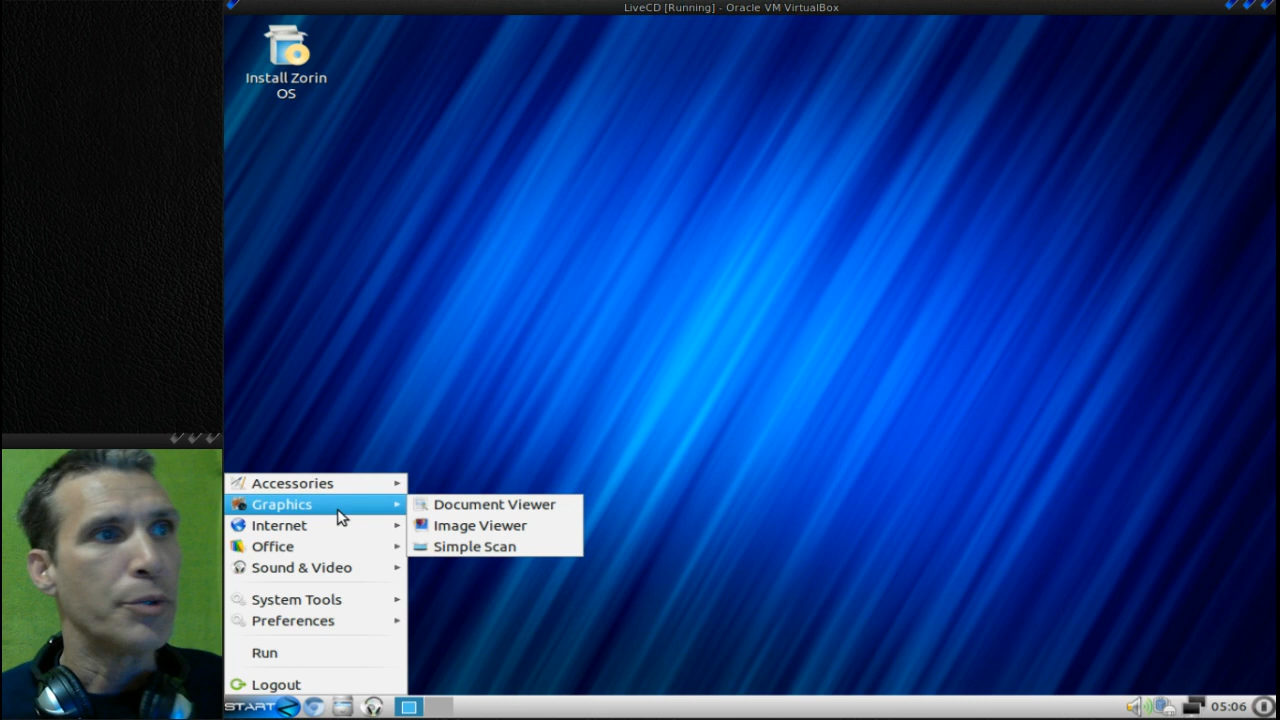 LiveCD [Running] - Oracle VM VirtualBox
Install Zorin
OS
Accessories
Graphics
Internet
Office
Sound & Video
System Tools
Preferences
Run
Logout
Document Viewer
Image Viewer
Simple Scan
START
05:06